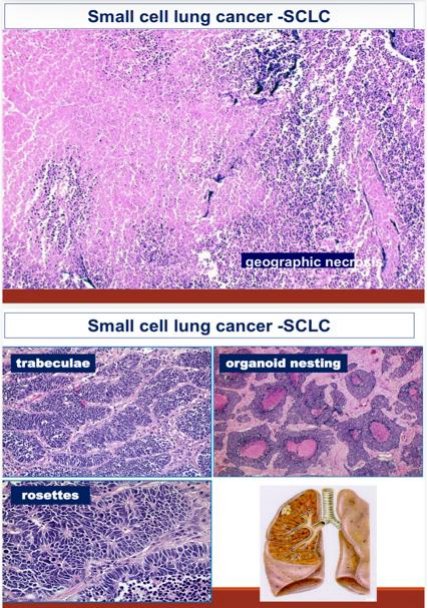 Small cell lung cancer -SCLC
geographic necrosis
Small cell lung cancer -SCLC
trabeculae
organoid nesting
rosettes